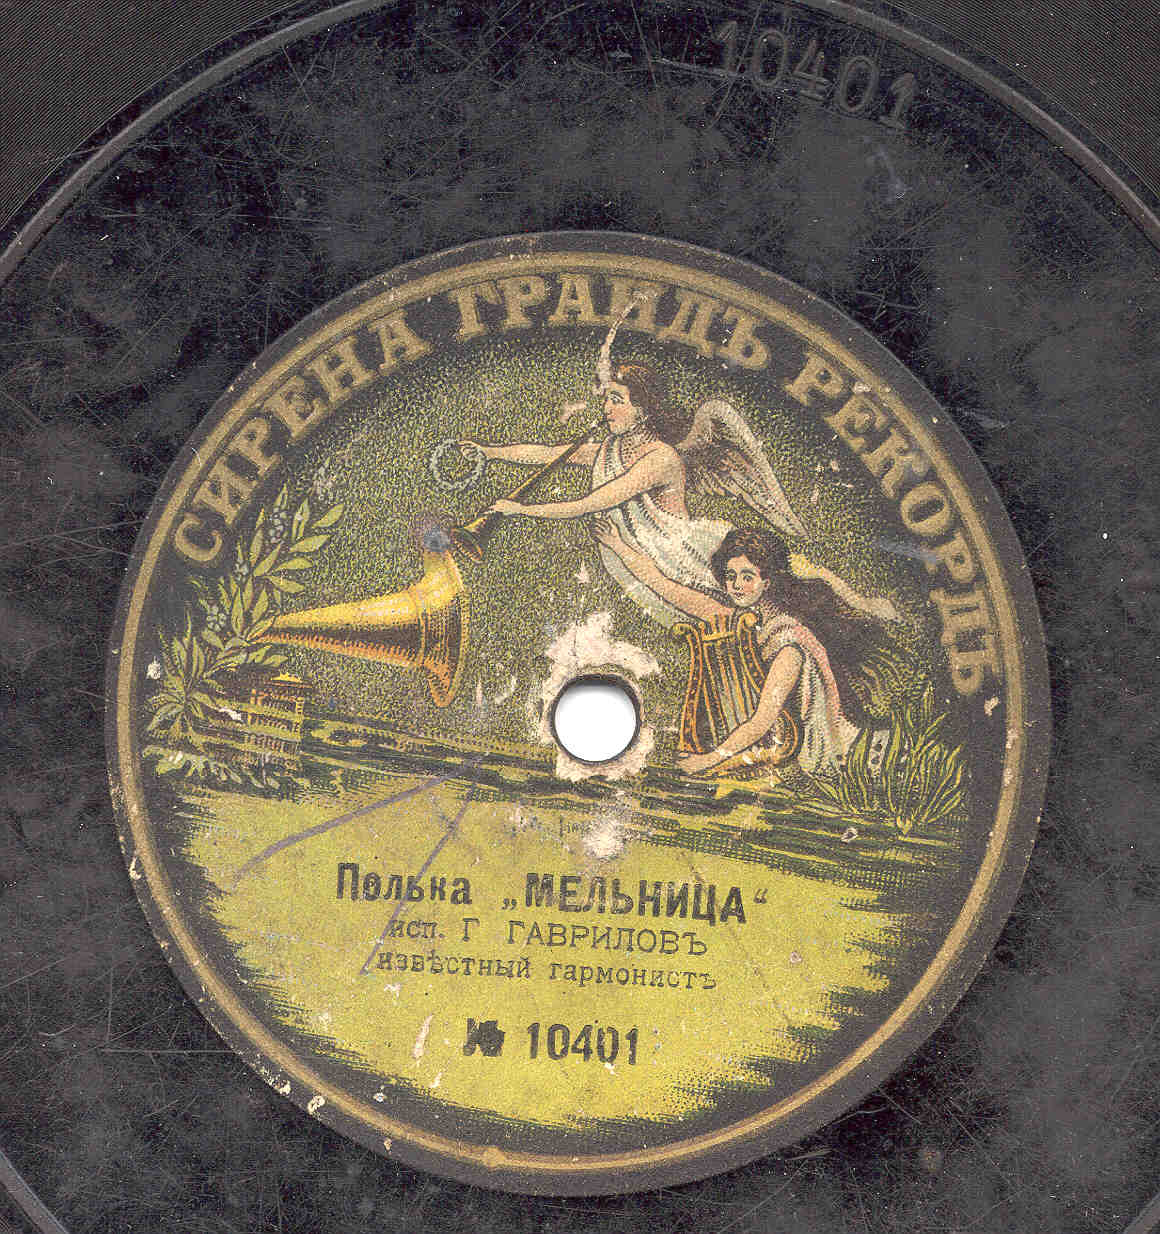 10401
СИРЕНА ГРАНДЪ РЕКОРДЪ
Полька „МЕЛЬНИЦА“
исп. Г ГАВРИЛОВЪ
извѣстный гармонистъ
№ 10401